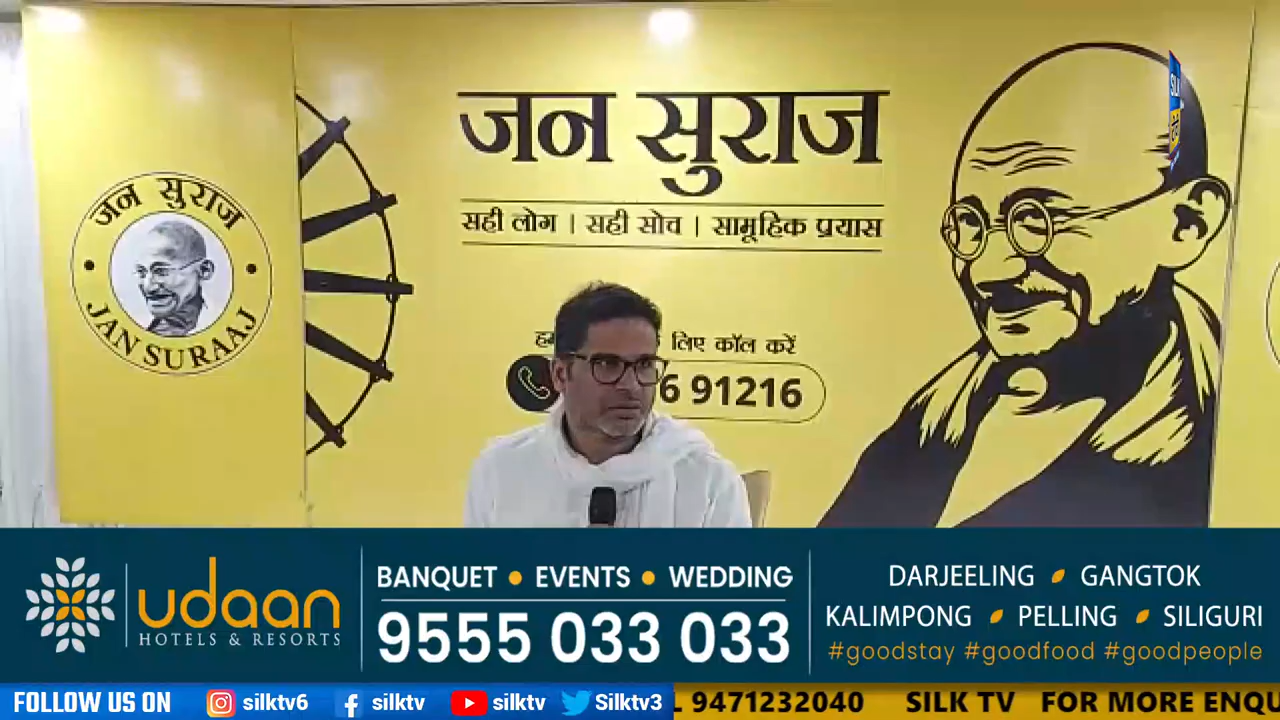 जन सुराज
सही लोग | सही सोच | सामूहिक प्रयास
जन सुराज
JAN SURAAJ
लिए कॉल करें
6 91216
udaan
HOTELS & RESORTS
BANQUET • EVENTS • WEDDING
9555 033 033
DARJEELING • GANGTOK
KALIMPONG • PELLING • SILIGURI
#goodstay #goodfood #goodpeople
FOLLOW US ON silktv6 silktv silktv Silktv3 9471232040 SILK TV FOR MORE ENQU